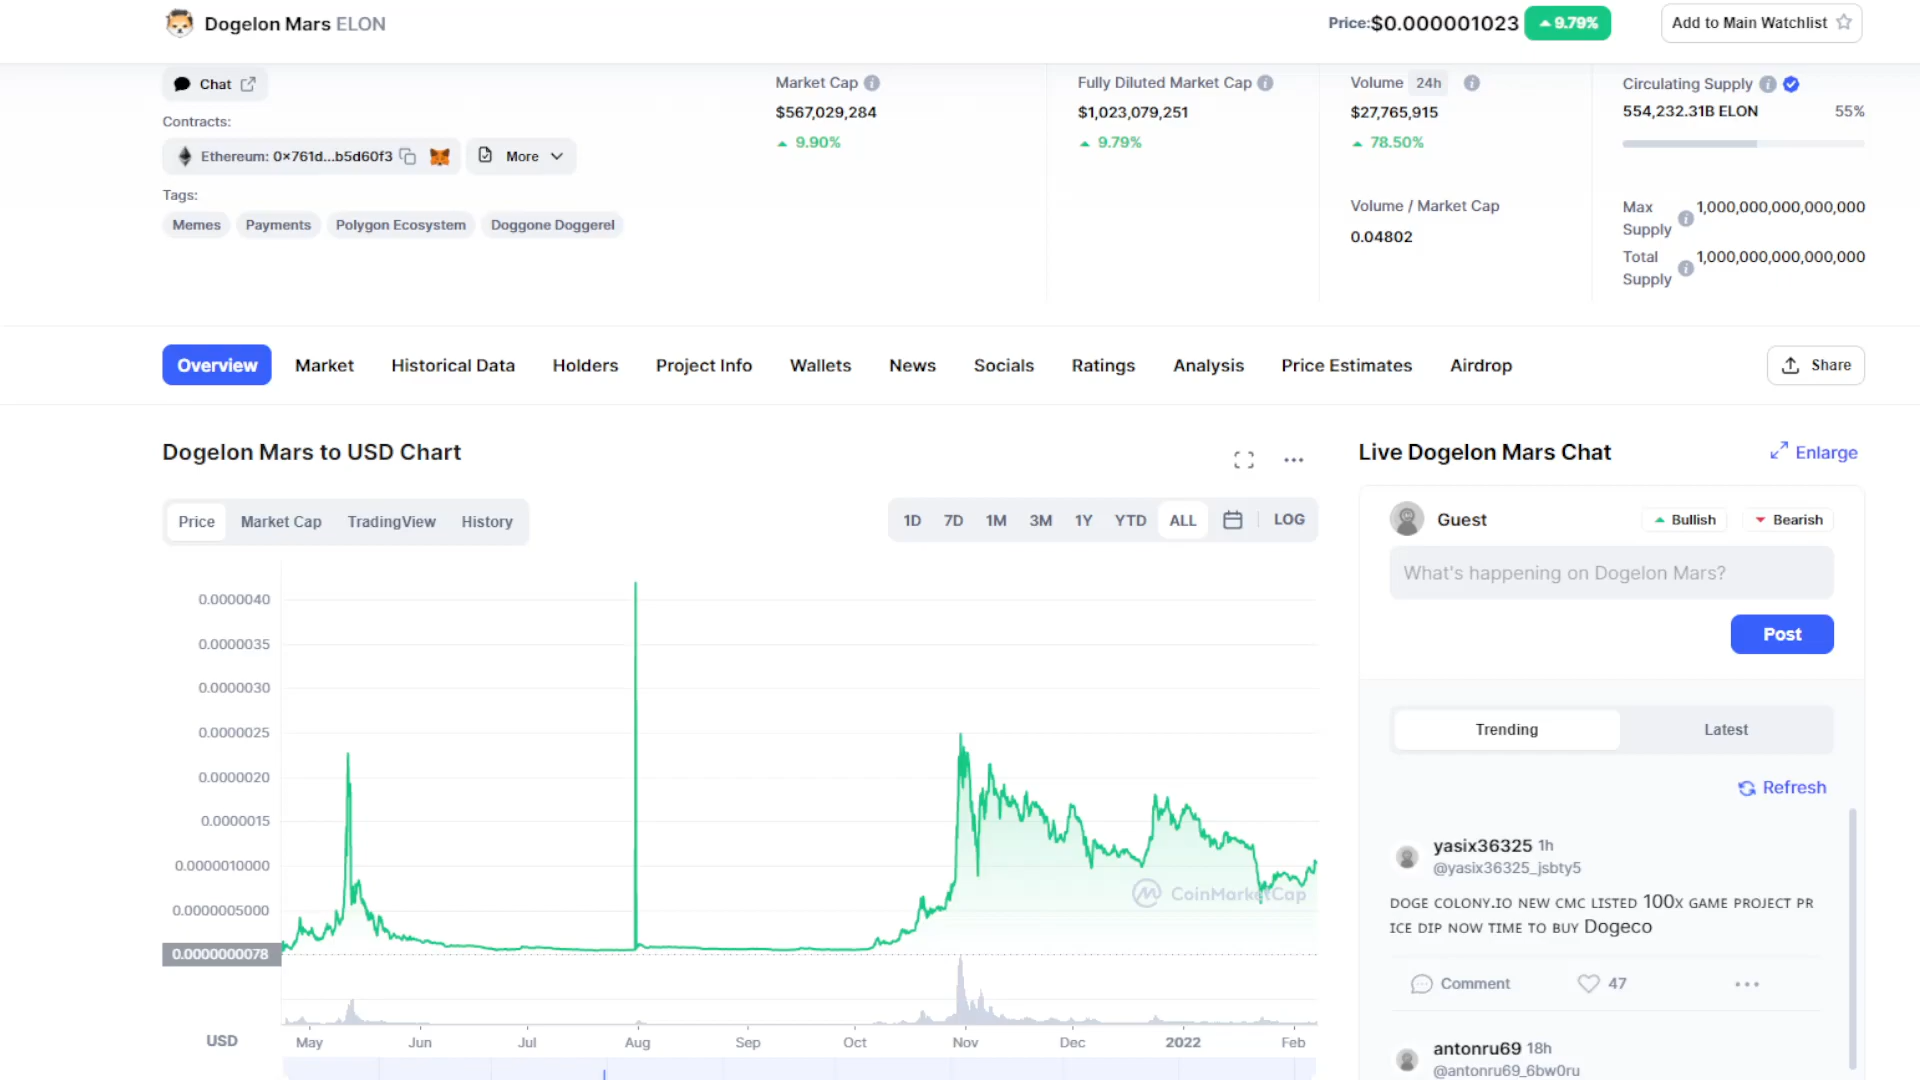 Dogelon Mars ELON
Price:$0.000001023 9.79%
Add to Main Watchlist
Chat
Contracts:
Ethereum: 0x761d...b5d60f3
More
Tags:
Memes Payments Polygon Ecosystem Doggone Doggerel
Market Cap
$567,029,284
9.90%
Fully Diluted Market Cap
$1,023,079,251
9.79%
Volume 24h
$27,765,915
78.50%
Volume / Market Cap
0.04802
Circulating Supply
554,232.31B ELON 55%
Max Supply 1,000,000,000,000,000
Total Supply 1,000,000,000,000,000
Overview Market Historical Data Holders Project Info Wallets News Socials Ratings Analysis Price Estimates Airdrop
Share
Dogelon Mars to USD Chart
Price Market Cap TradingView History
1D 7D 1M 3M 1Y YTD ALL LOG
0.0000040
0.0000035
0.0000030
0.0000025
0.0000020
0.0000015
0.0000010000
0.0000005000
0.0000000078
CoinMarketCap
USD
May Jun Jul Aug Sep Oct Nov Dec 2022 Feb
Live Dogelon Mars Chat
Enlarge
Guest
Bullish
Bearish
What's happening on Dogelon Mars?
Post
Trending Latest
Refresh
yasix36325 1h
@yasix36325_jsbty5
DOGE COLONY.IO NEW CMC LISTED 100X GAME PROJECT PR
ICE DIP NOW TIME TO BUY Dogeco
Comment 47
antonru69 18h
@antonru69_6bw0ru